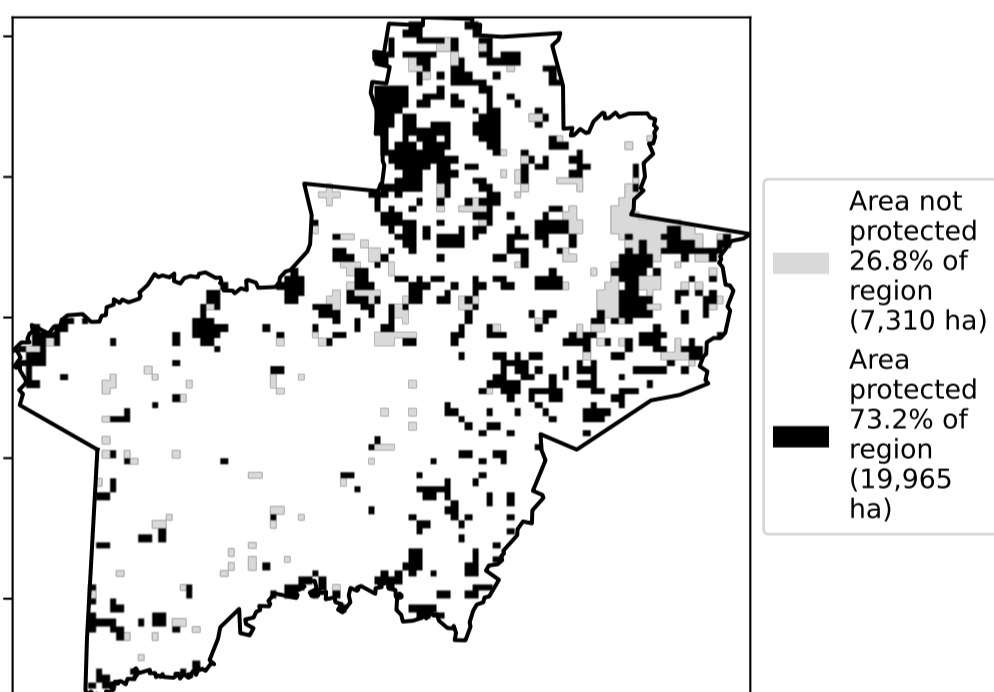 Area not
protected
26.8% of
region
(7,310 ha)
Area
protected
73.2% of
region
(19,965
ha)